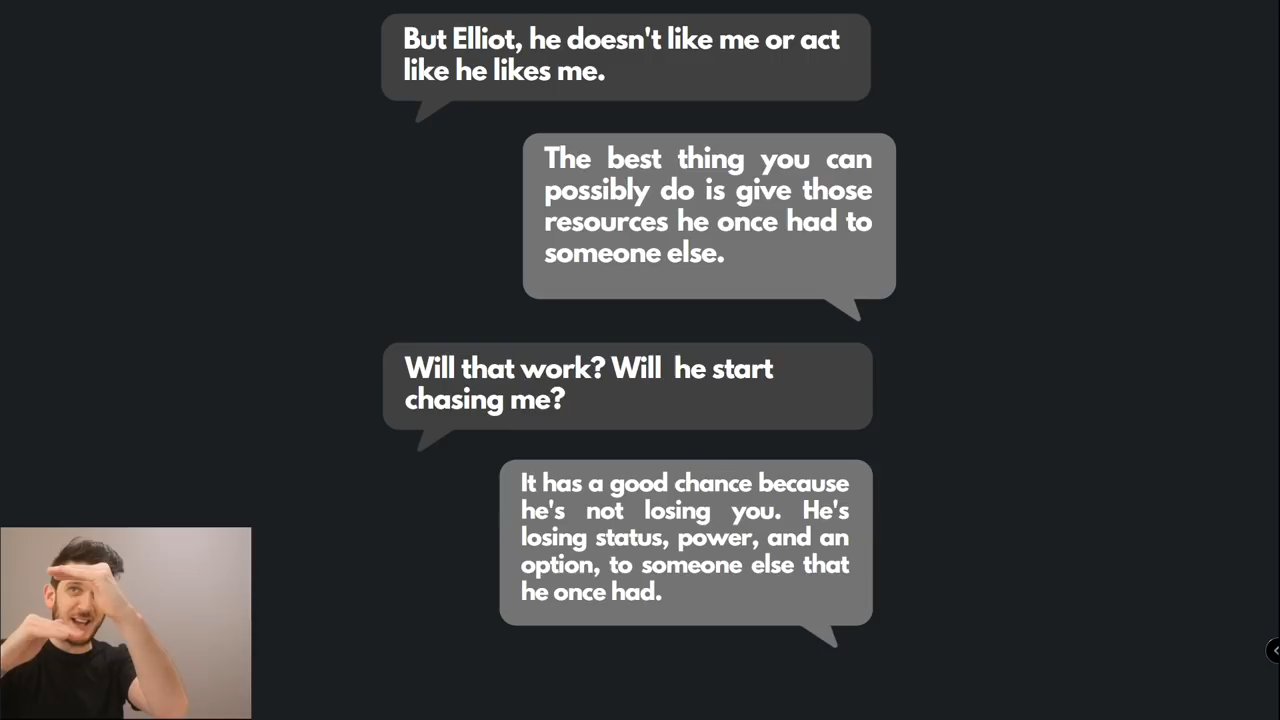 But Elliot, he doesn't like me or act
like he likes me.
The best thing you can
possibly do is give those
resources he once had to
someone else.
Will that work? Will he start
chasing me?
It has a good chance because
he's not losing you. He's
losing status, power, and an
option, to someone else that
he once had.